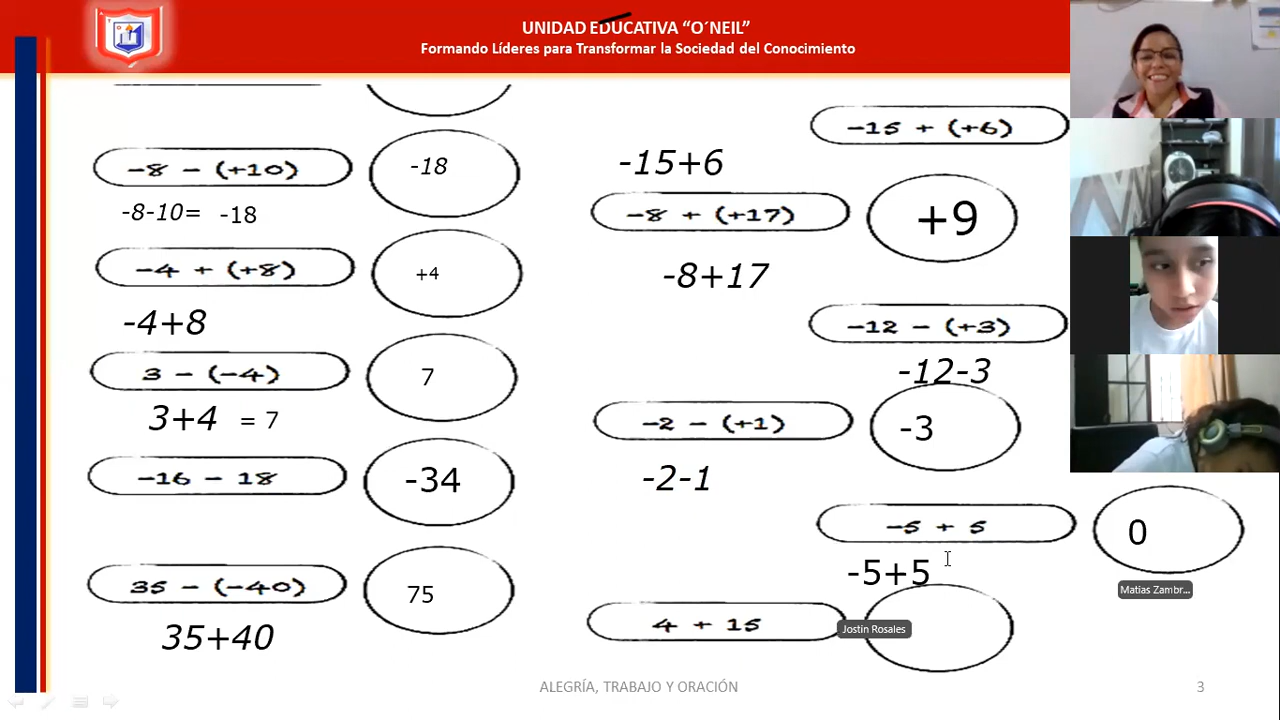 UNIDAD EDUCATIVA “O´NEIL”
Formando Líderes para Transformar la Sociedad del Conocimiento
-8 - (+10)
-18
-8-10= -18
-4 + (+8)
+4
-4+8
3 - (-4)
7
3+4 = 7
-16 - 18
-34
35 - (-40)
75
35+40
-15 + (+6)
-15+6
-8 + (+17)
+9
-8+17
-12 - (+3)
-12-3
-2 - (+1)
-3
-2-1
-5 + 5
0
-5+5
Matias Zambr...
4 + 15
Jostin Rosales
ALEGRÍA, TRABAJO Y ORACIÓN
3